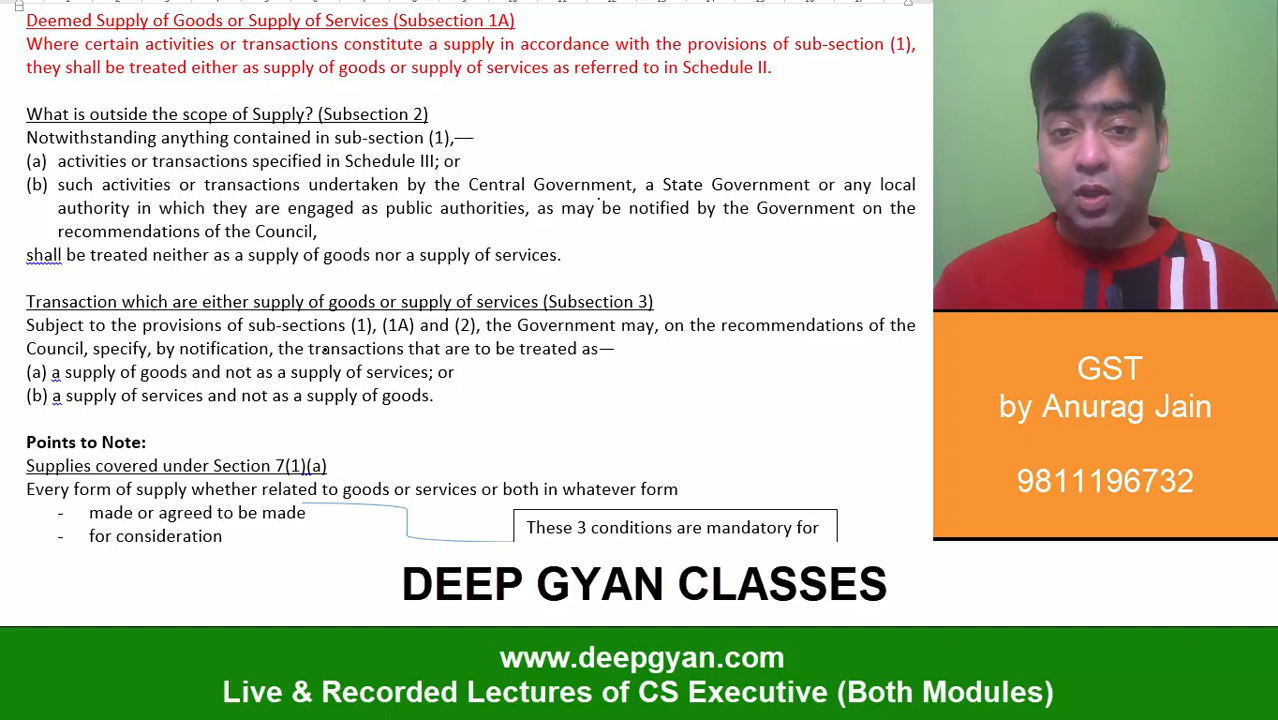 Deemed Supply of Goods or Supply of Services (Subsection 1A)
Where certain activities or transactions constitute a supply in accordance with the provisions of sub-section (1),
they shall be treated either as supply of goods or supply of services as referred to in Schedule II.
What is outside the scope of Supply? (Subsection 2)
Notwithstanding anything contained in sub-section (1),––
(a) activities or transactions specified in Schedule III; or
(b) such activities or transactions undertaken by the Central Government, a State Government or any local
authority in which they are engaged as public authorities, as may be notified by the Government on the
recommendations of the Council,
shall be treated neither as a supply of goods nor a supply of services.
Transaction which are either supply of goods or supply of services (Subsection 3)
Subject to the provisions of sub-sections (1), (1A) and (2), the Government may, on the recommendations of the
Council, specify, by notification, the transactions that are to be treated as—
(a) a supply of goods and not as a supply of services; or
(b) a supply of services and not as a supply of goods.
Points to Note:
Supplies covered under Section 7(1)(a)
Every form of supply whether related to goods or services or both in whatever form
- made or agreed to be made
- for consideration
These 3 conditions are mandatory for
GST
by Anurag Jain
9811196732
DEEP GYAN CLASSES
www.deepgyan.com
Live & Recorded Lectures of CS Executive (Both Modules)